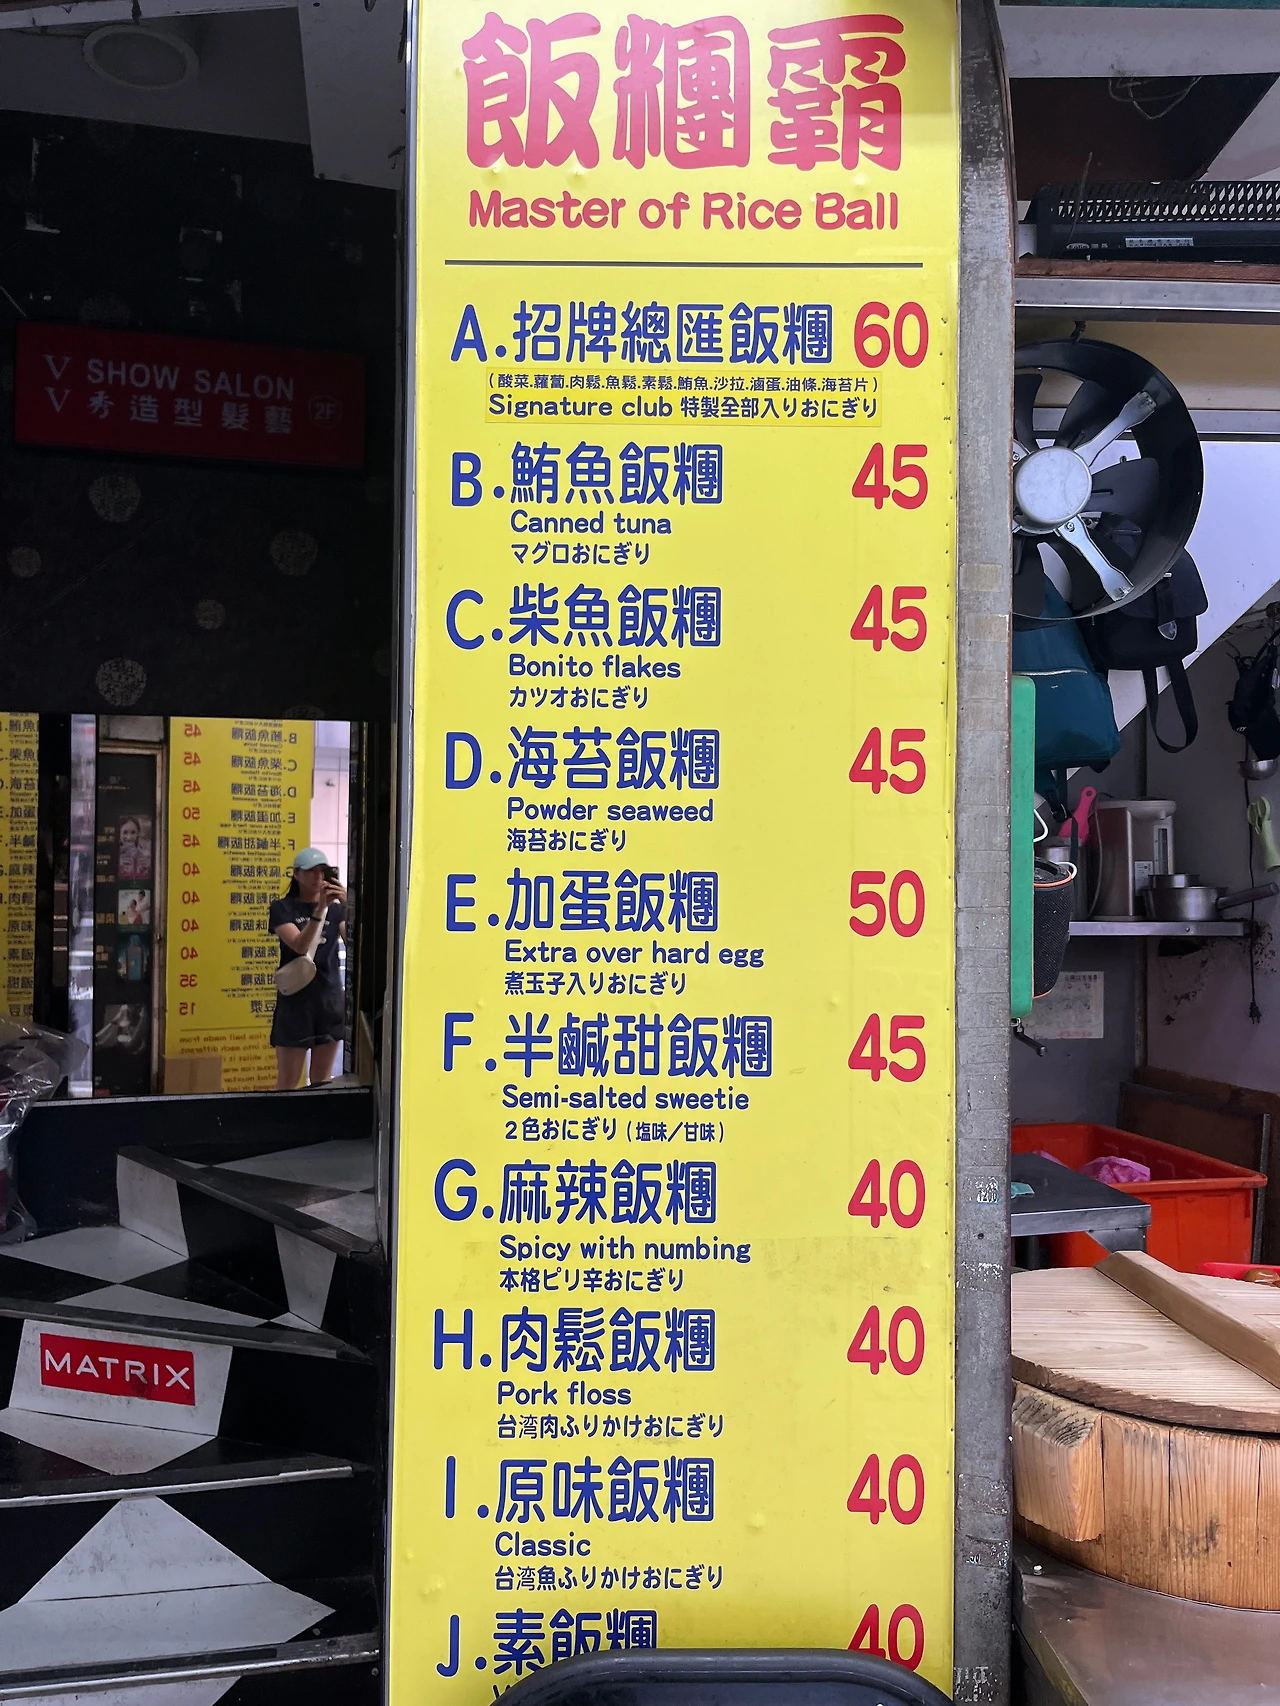 飯糰霸
Master of Rice Ball
A.招牌總匯飯糰 60
(酸菜.蘿蔔.肉鬆.魚鬆.素鬆.鮪魚.沙拉.滷蛋.油條.海苔片)
Signature club 特製全部入りおにぎり
B.鮪魚飯糰 45
Canned tuna
マグロおにぎり
C.柴魚飯糰 45
Bonito flakes
カツオおにぎり
D.海苔飯糰 45
Powder seaweed
海苔おにぎり
E.加蛋飯糰 50
Extra over hard egg
煮玉子入りおにぎり
F.半鹹甜飯糰 45
Semi-salted sweetie
2色おにぎり(塩味/甘味)
G.麻辣飯糰 40
Spicy with numbing
本格ピリ辛おにぎり
H.肉鬆飯糰 40
Pork floss
台湾肉ふりかけおにぎり
I.原味飯糰 40
Classic
台湾魚ふりかけおにぎり
J.素飯糰 40
V SHOW SALON
V 秀造型髮藝 2F
MATRIX